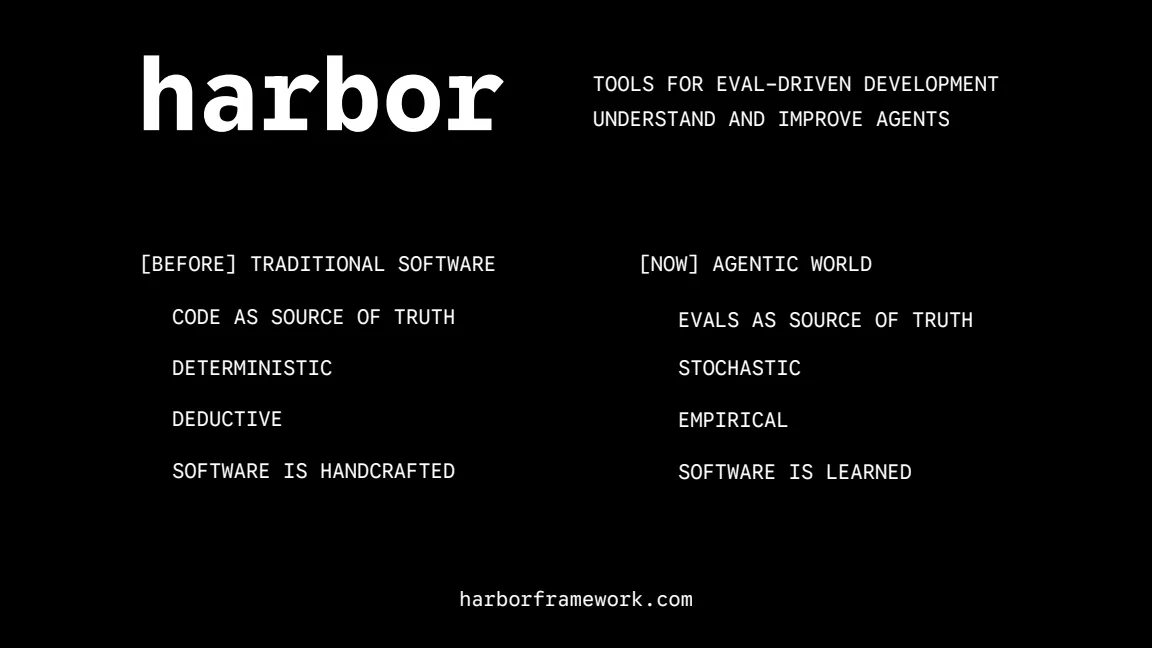 harbor
TOOLS FOR EVAL-DRIVEN DEVELOPMENT
UNDERSTAND AND IMPROVE AGENTS
[BEFORE] TRADITIONAL SOFTWARE
CODE AS SOURCE OF TRUTH
DETERMINISTIC
DEDUCTIVE
SOFTWARE IS HANDCRAFTED
[NOW] AGENTIC WORLD
EVALS AS SOURCE OF TRUTH
STOCHASTIC
EMPIRICAL
SOFTWARE IS LEARNED
harborframework.com